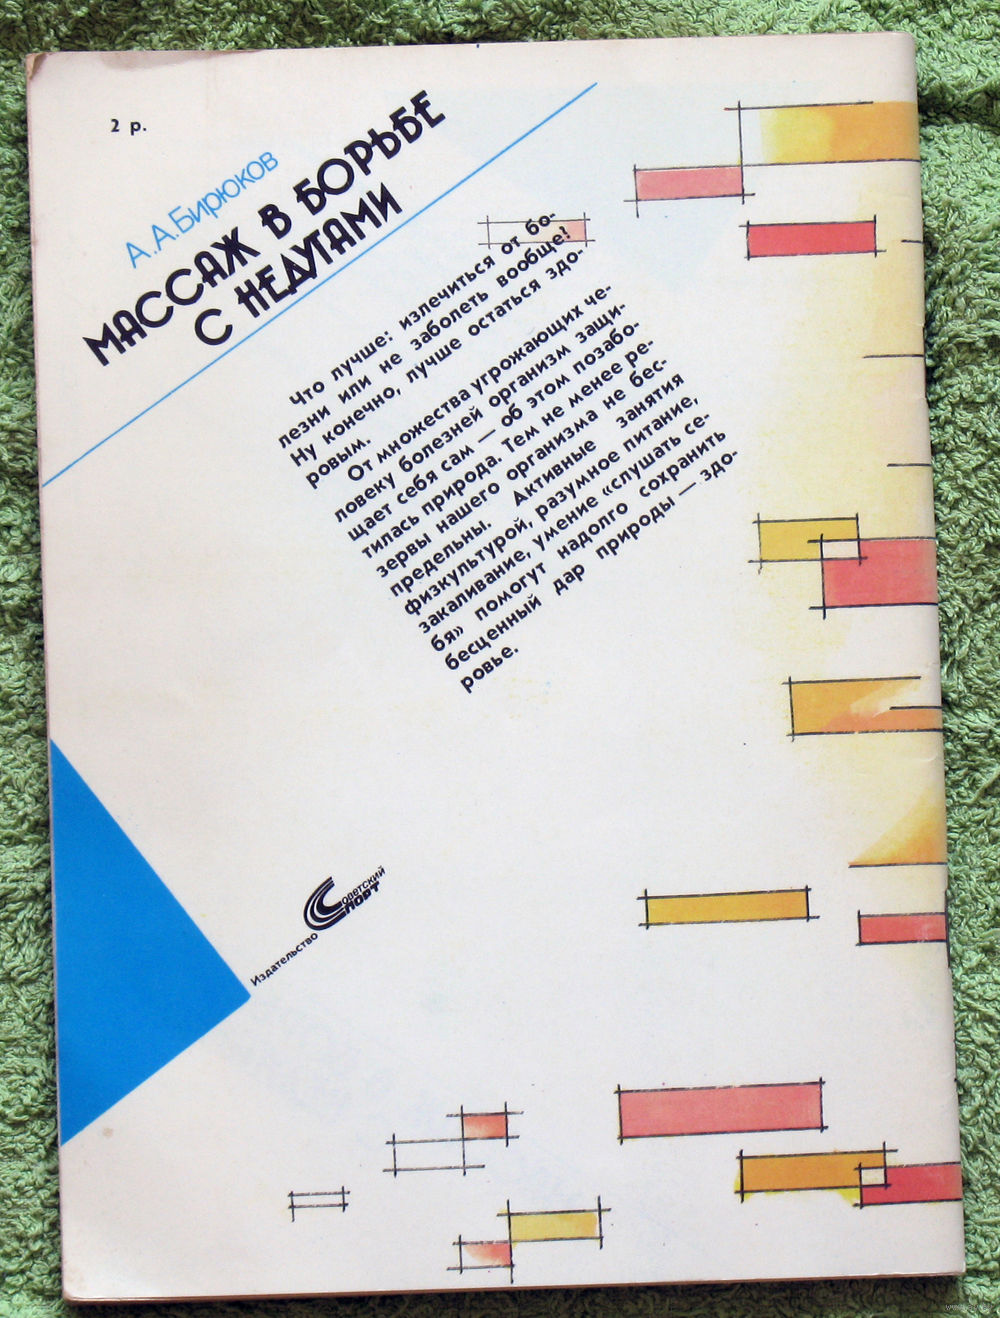 2 р.
А.А.Бирюков
МАССАЖ В БОРЬБЕ
С НЕДУГАМИ
Что лучше: излечиться от бо-
лезни или не заболеть вообще?
Ну конечно, лучше остаться здо-
ровым.
От множества угрожающих че-
ловеку болезней организм защи-
щает себя сам — об этом позабо-
тилась природа. Тем не менее ре-
зервы нашего организма не бес-
предельны. Активные занятия
физкультурой, разумное питание,
закаливание, умение «слушать се-
бя» помогут надолго сохранить
бесценный дар природы — здо-
ровье.
Издательство
Советский
Спорт